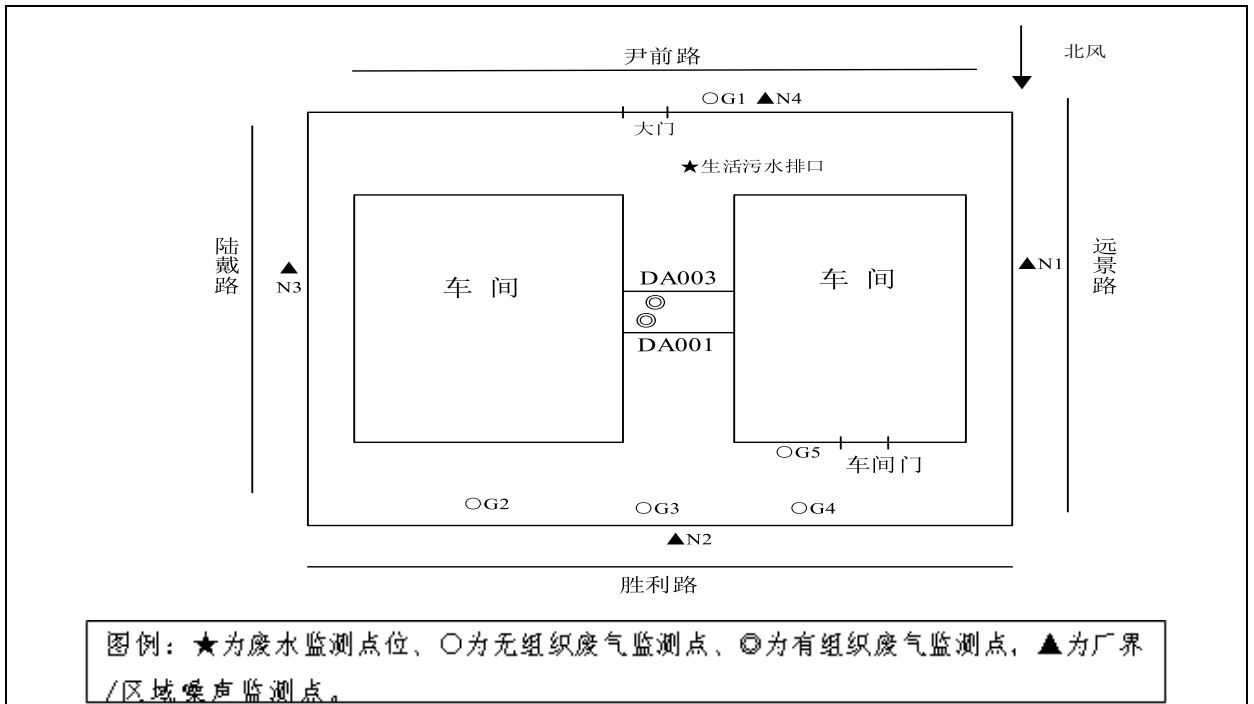 尹前路
北风
○G1 ▲N4
大门
★生活污水排口
陆戴路
▲
N3
车 间
DA003
◎
◎
DA001
车 间
▲N1
远景路
○G5
车间门
○G2
○G3
○G4
▲N2
胜利路
图例：★为废水监测点位、○为无组织废气监测点、◎为有组织废气监测点，▲为厂界
/区域噪声监测点。